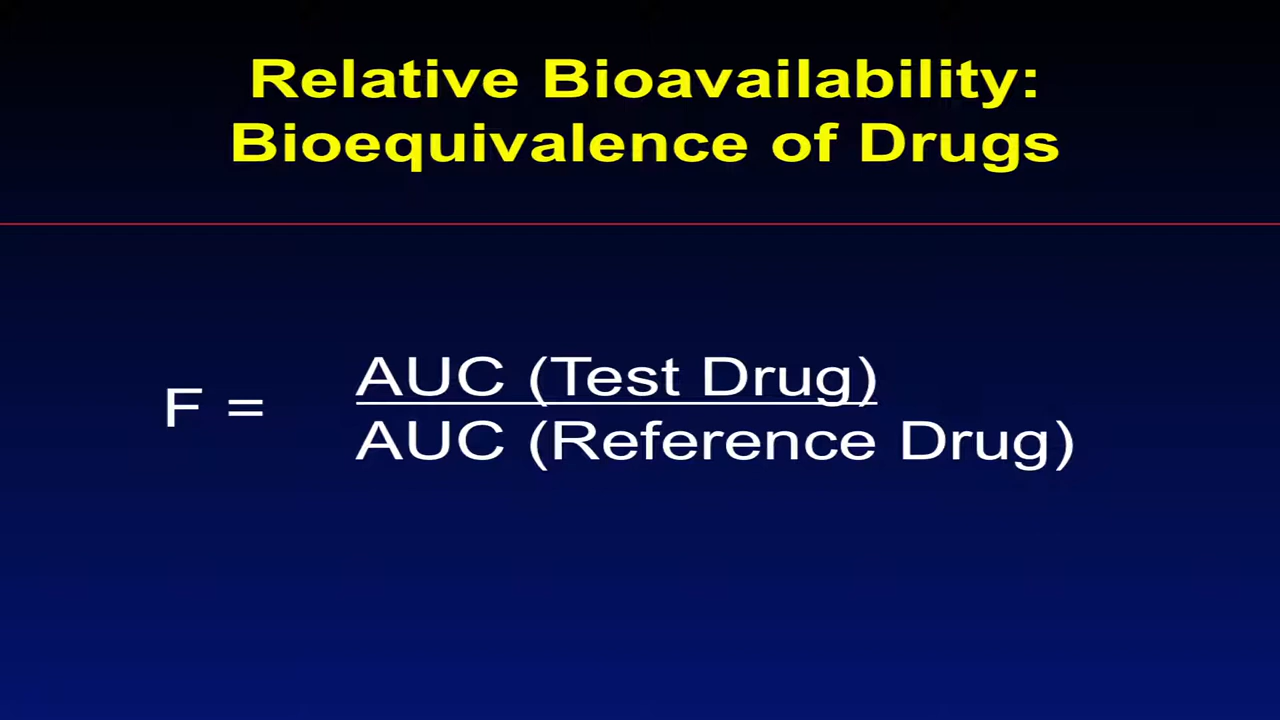 Relative Bioavailability:
Bioequivalence of Drugs
F = AUC (Test Drug)
AUC (Reference Drug)